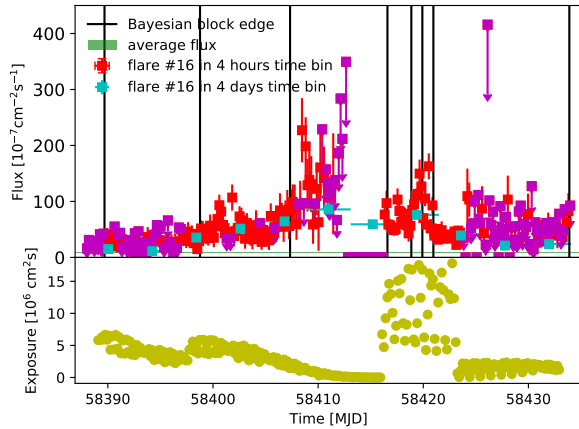 Bayesian block edge
average flux
flare #16 in 4 hours time bin
flare #16 in 4 days time bin
Flux [10⁻⁷cm⁻²s⁻¹]
400
300
200
100
0
Exposure [10⁶ cm²s]
15
10
5
0
58390
58400
58410
58420
58430
Time [MJD]